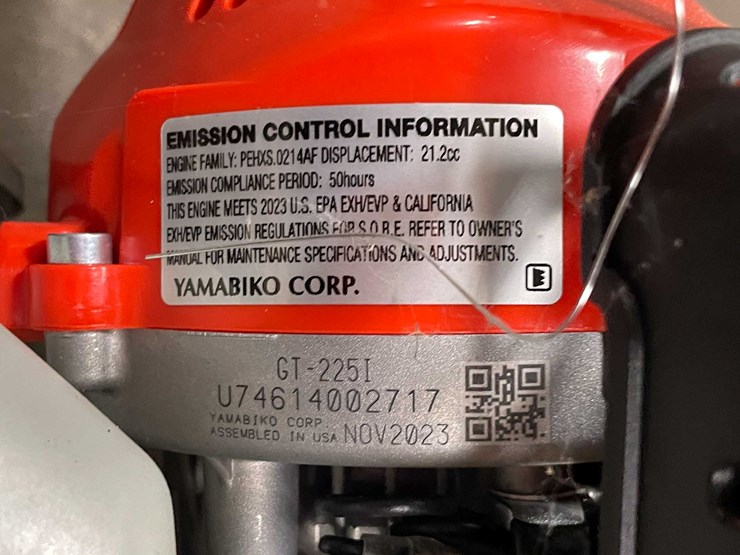 EMISSION CONTROL INFORMATION
ENGINE FAMILY: PEHXS.0214AF DISPLACEMENT: 21.2cc
EMISSION COMPLIANCE PERIOD: 50hours
THIS ENGINE MEETS 2023 U.S. EPA EXH/EVP & CALIFORNIA
EXH/EVP EMISSION REGULATIONS FOR S.O.R.E. REFER TO OWNER'S
MANUAL FOR MAINTENANCE SPECIFICATIONS AND ADJUSTMENTS.
YAMABIKO CORP.
GT-225I
U74614002717
YAMABIKO CORP.
ASSEMBLED IN USA NOV2023